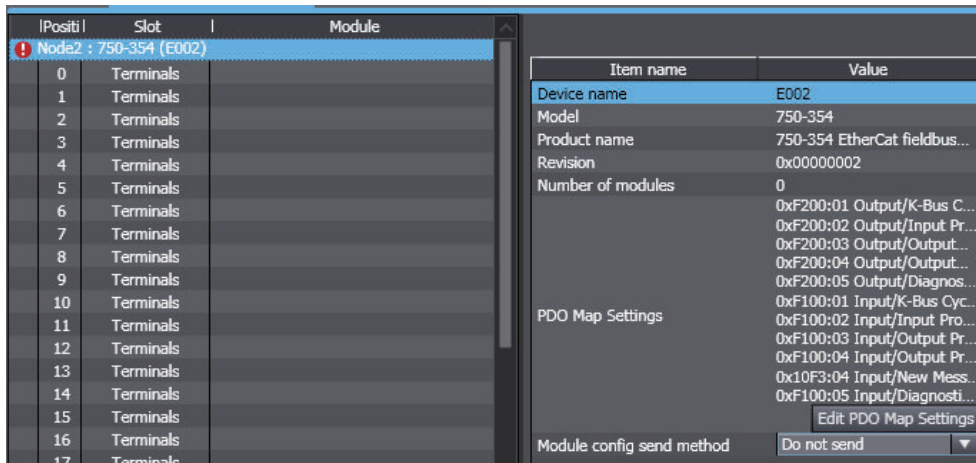 Positi Slot Module
Node2 : 750-354 (E002)
0 Terminals
1 Terminals
2 Terminals
3 Terminals
4 Terminals
5 Terminals
6 Terminals
7 Terminals
8 Terminals
9 Terminals
10 Terminals
11 Terminals
12 Terminals
13 Terminals
14 Terminals
15 Terminals
16 Terminals
17 Terminals
Item name Value
Device name E002
Model 750-354
Product name 750-354 EtherCat fieldbus...
Revision 0x00000002
Number of modules 0
PDO Map Settings
0xF200:01 Output/K-Bus C...
0xF200:02 Output/Input Pr...
0xF200:03 Output/Output...
0xF200:04 Output/Output...
0xF200:05 Output/Diagnos...
0xF100:01 Input/K-Bus Cyc...
0xF100:02 Input/Input Pro...
0xF100:03 Input/Output Pr...
0xF100:04 Input/Output Pr...
0x10F3:04 Input/New Mess...
0xF100:05 Input/Diagnosti...
Edit PDO Map Settings
Module config send method Do not send